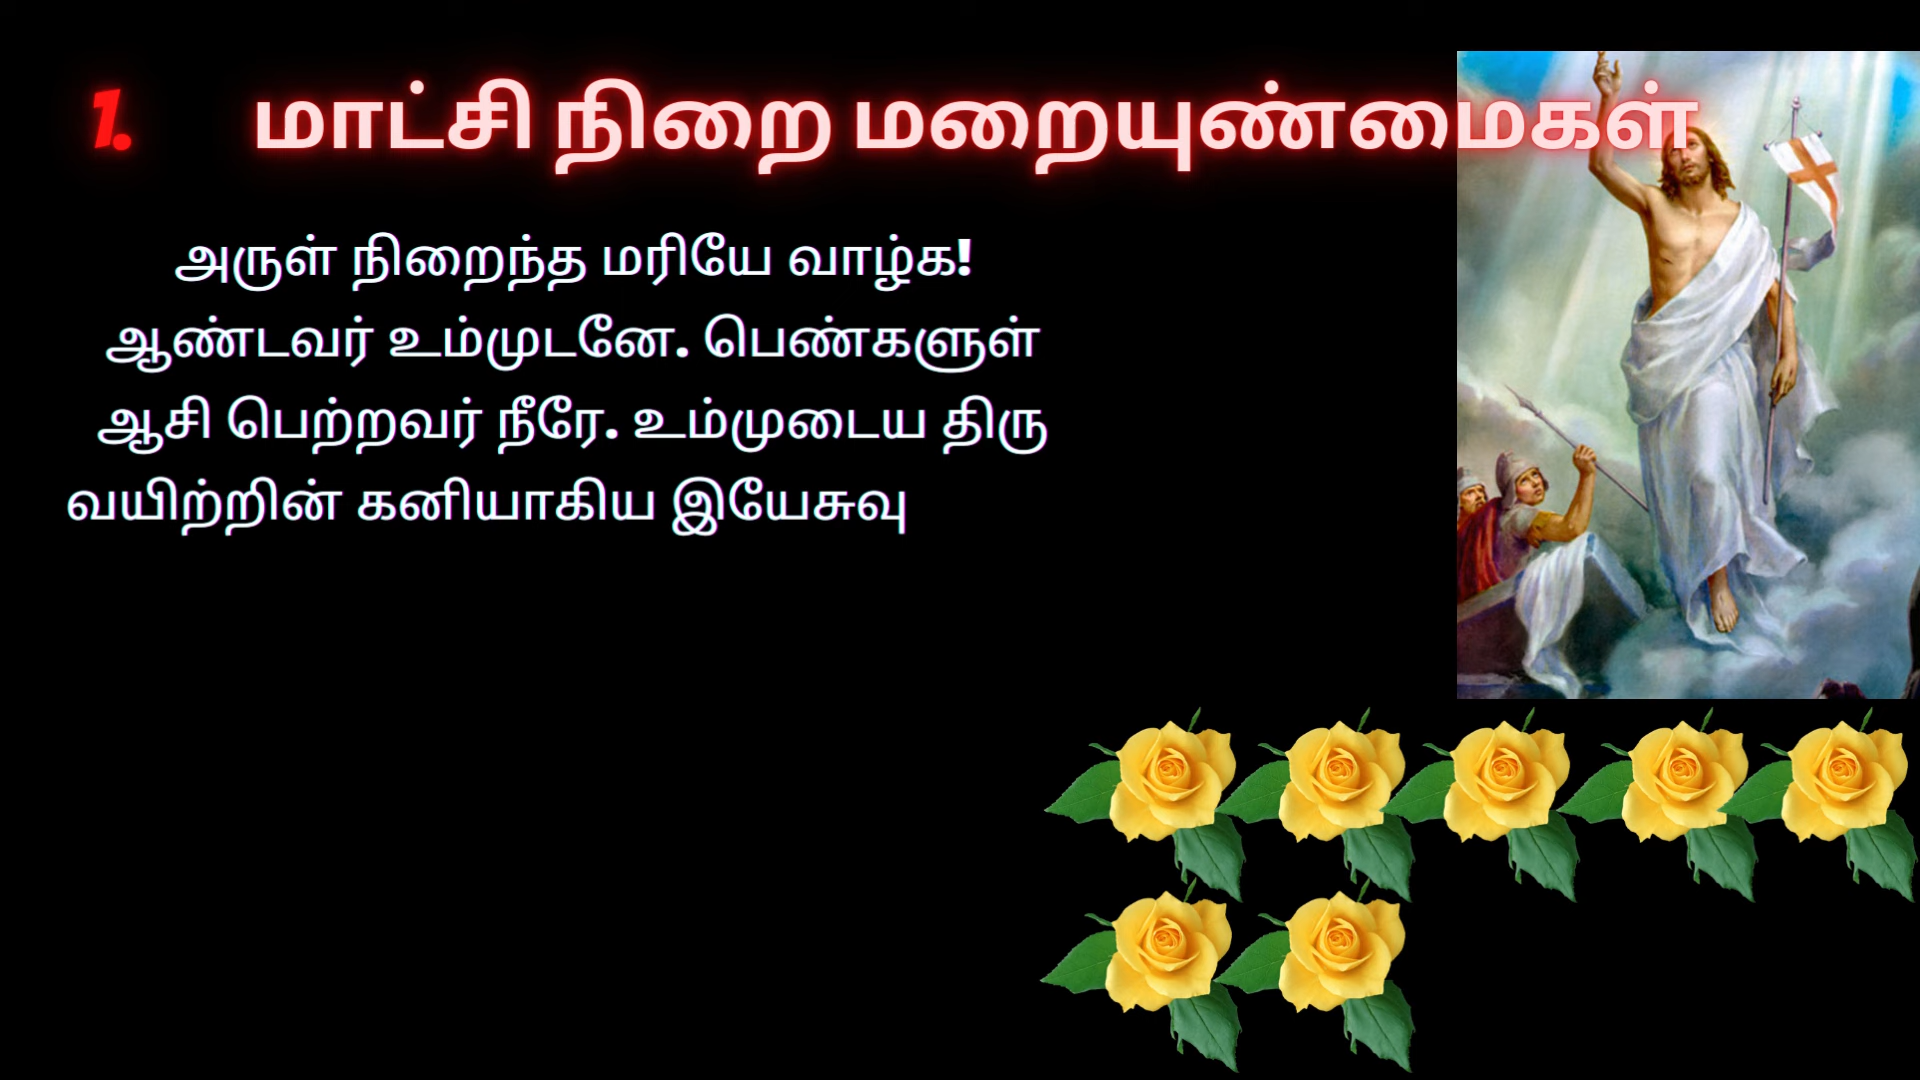 1. மாட்சி நிறை மறையுண்மைகள்
அருள் நிறைந்த மரியே வாழ்க!
ஆண்டவர் உம்முடனே. பெண்களுள்
ஆசி பெற்றவர் நீரே. உம்முடைய திரு
வயிற்றின் கனியாகிய இயேசுவு